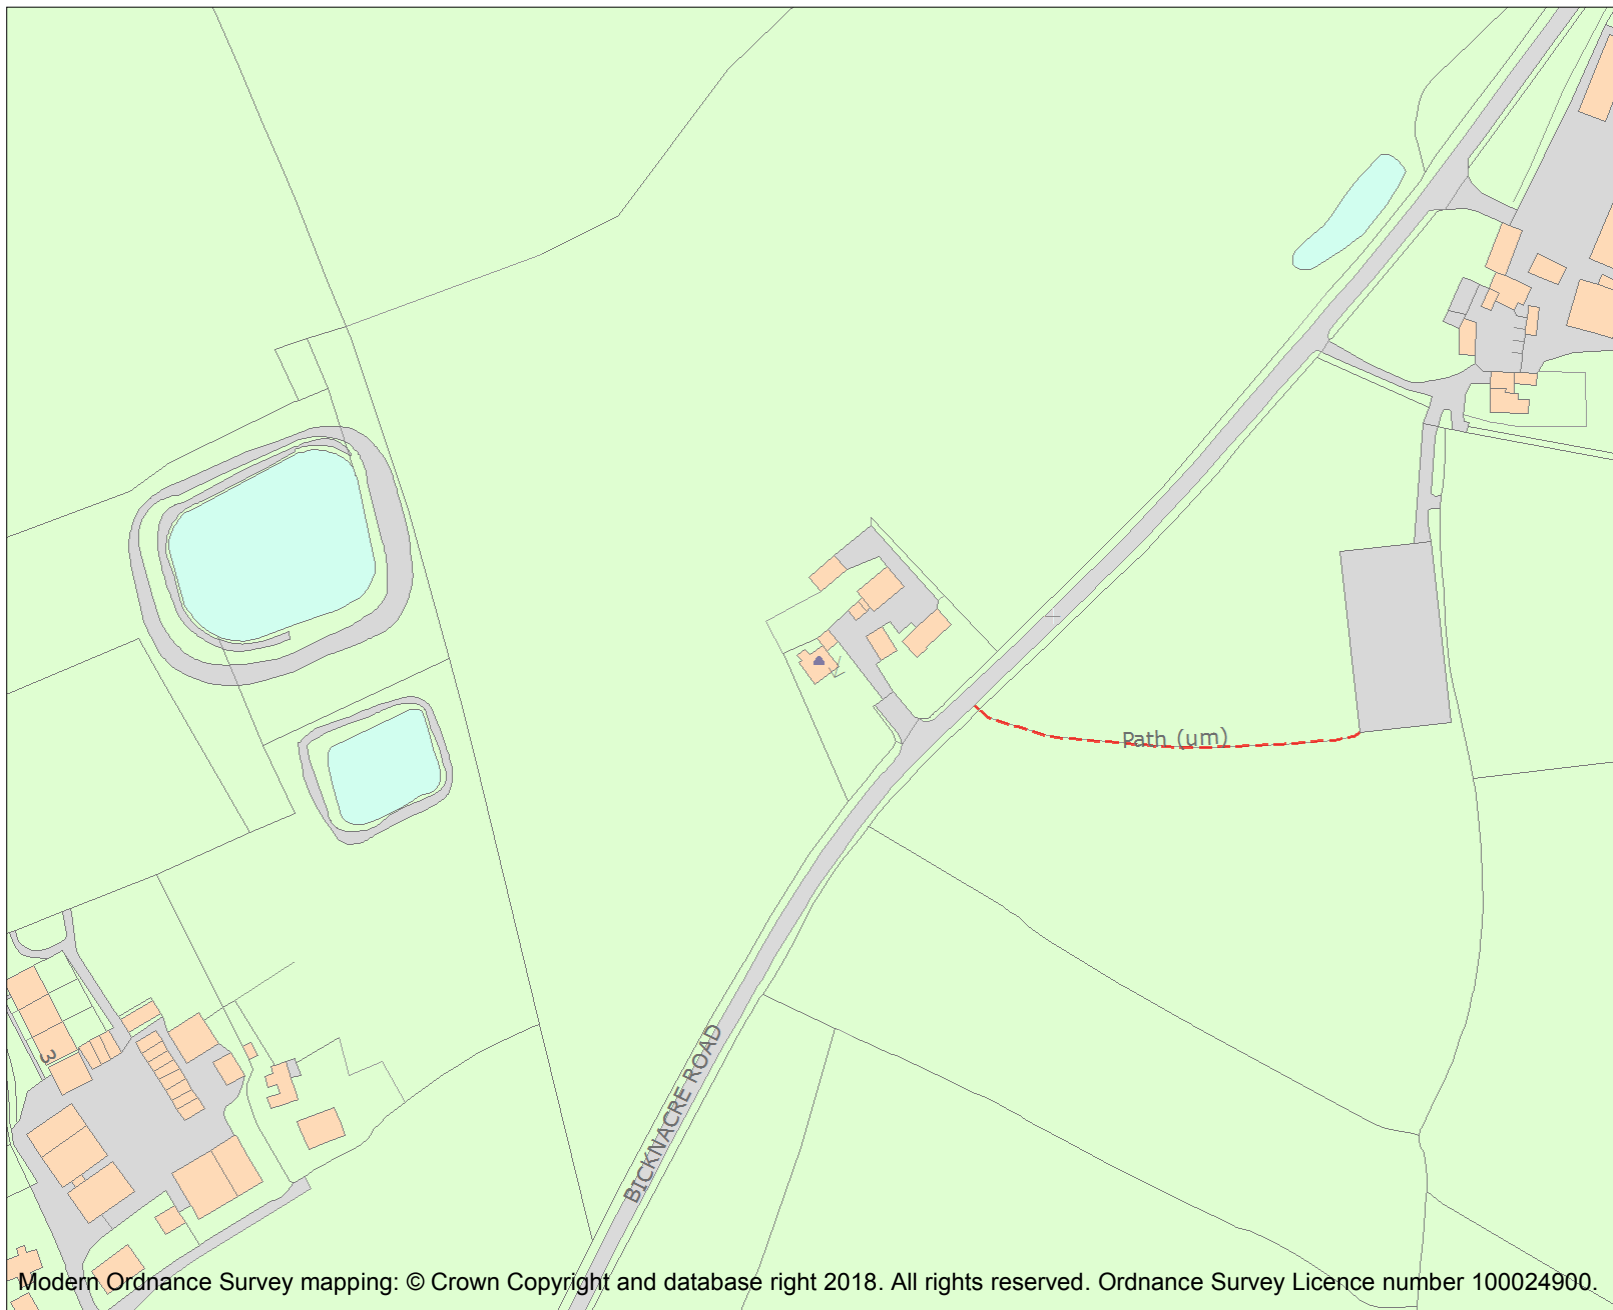 Path (um)
BICKNACRE ROAD
3
Modern Ordnance Survey mapping: © Crown Copyright and database right 2018. All rights reserved. Ordnance Survey Licence number 100024900.